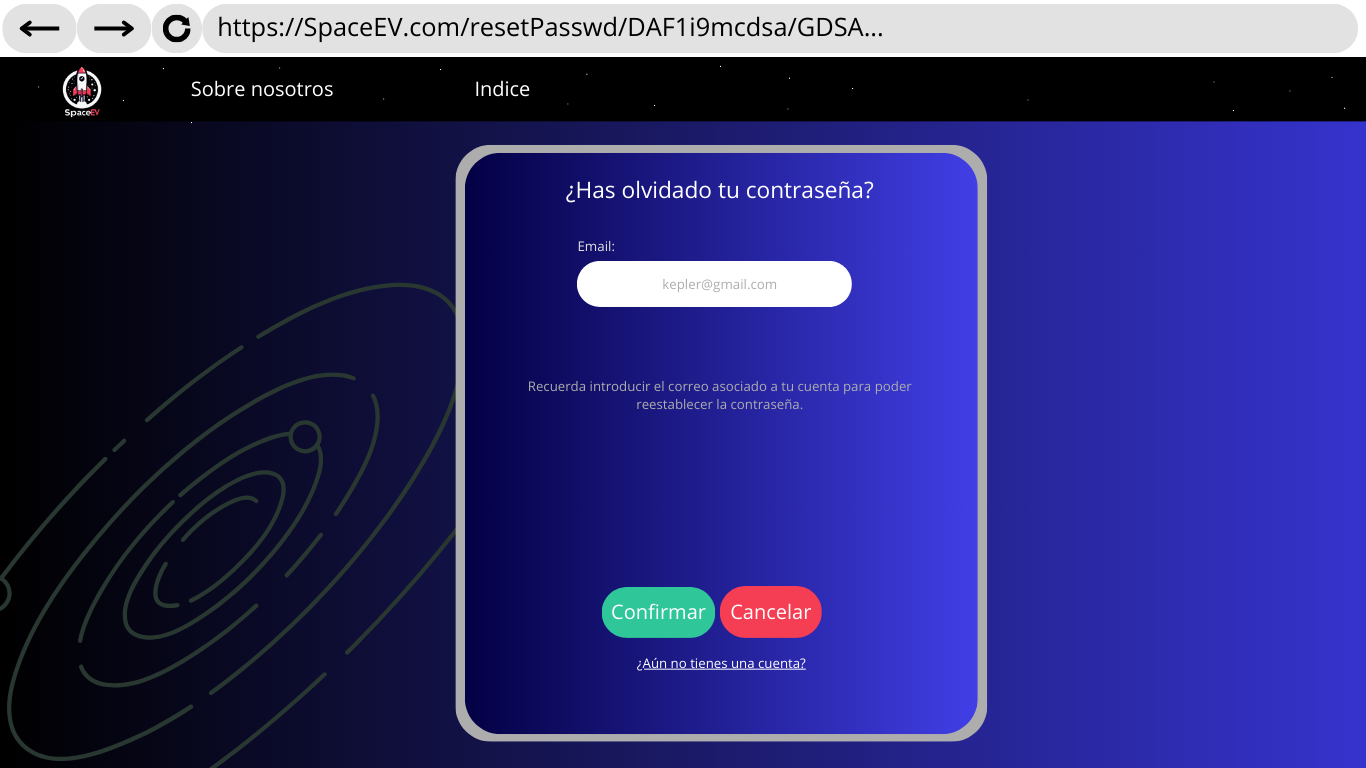 https://SpaceEV.com/resetPasswd/DAF1i9mcdsa/GDSA...
SpaceEV
Sobre nosotros
Indice
¿Has olvidado tu contraseña?
Email:
kepler@gmail.com
Recuerda introducir el correo asociado a tu cuenta para poder
reestablecer la contraseña.
Confirmar
Cancelar
¿Aún no tienes una cuenta?